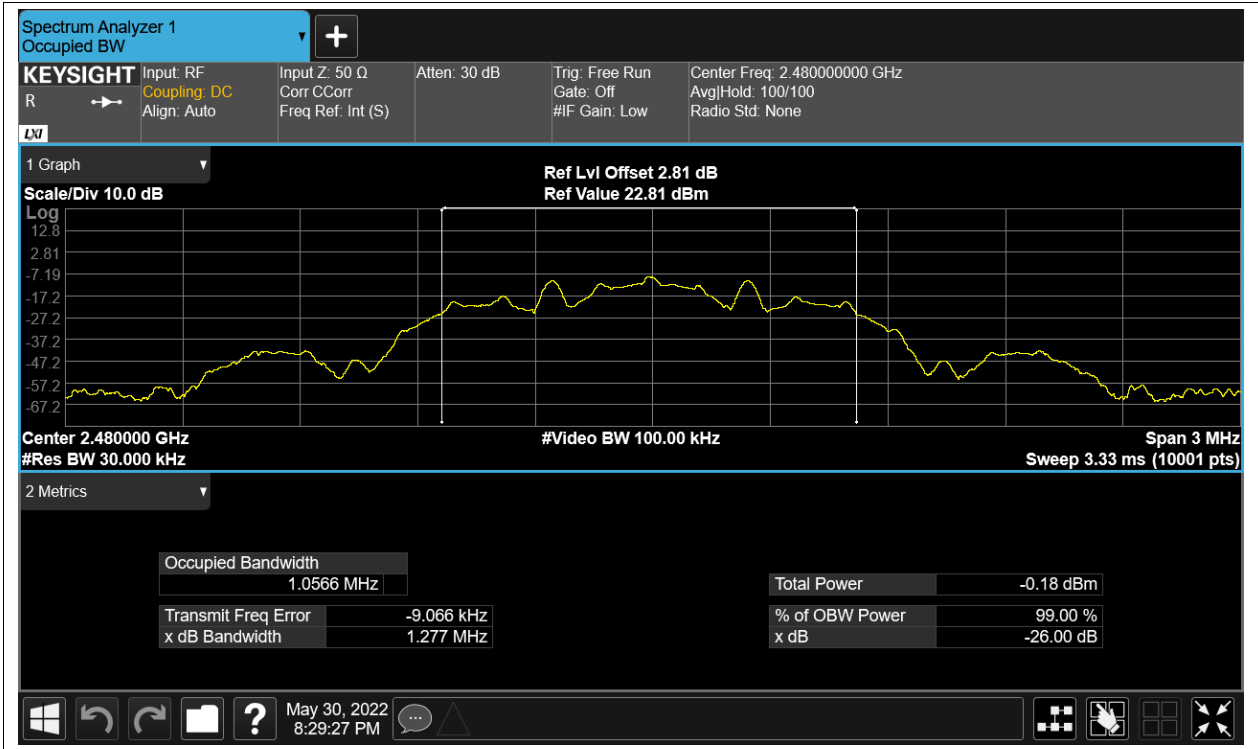 Spectrum Analyzer 1
Occupied BW
KEYSIGHT
R
LXI
Input: RF
Coupling: DC
Align: Auto
Input Z: 50 Ω
Corr CCorr
Freq Ref: Int (S)
Atten: 30 dB
Trig: Free Run
Gate: Off
#IF Gain: Low
Center Freq: 2.480000000 GHz
Avg|Hold: 100/100
Radio Std: None
1 Graph
Scale/Div 10.0 dB
Ref Lvl Offset 2.81 dB
Ref Value 22.81 dBm
Log
12.8
2.81
-7.19
-17.2
-27.2
-37.2
-47.2
-57.2
-67.2
Center 2.480000 GHz
#Video BW 100.00 kHz
Span 3 MHz
#Res BW 30.000 kHz
Sweep 3.33 ms (10001 pts)
2 Metrics
Occupied Bandwidth
1.0566 MHz
Total Power -0.18 dBm
Transmit Freq Error -9.066 kHz
% of OBW Power 99.00 %
x dB Bandwidth 1.277 MHz
x dB -26.00 dB
May 30, 2022
8:29:27 PM